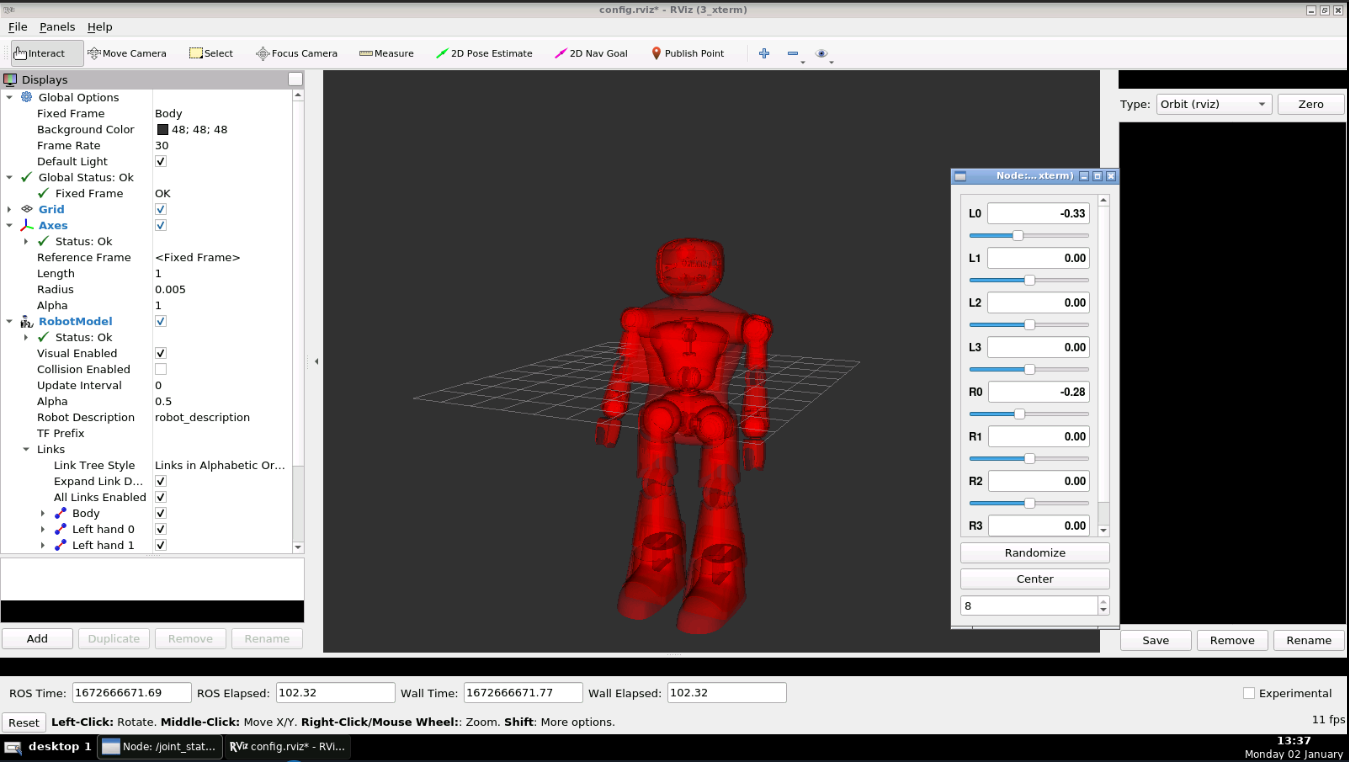 config.rviz* - RViz (3_xterm)
File Panels Help
Interact Move Camera Select Focus Camera Measure 2D Pose Estimate 2D Nav Goal Publish Point
Displays
Global Options
Fixed Frame Body
Background Color 48; 48; 48
Frame Rate 30
Default Light
Global Status: Ok
Fixed Frame OK
Grid
Axes
Status: Ok
Reference Frame <Fixed Frame>
Length 1
Radius 0.005
Alpha 1
RobotModel
Status: Ok
Visual Enabled
Collision Enabled
Update Interval 0
Alpha 0.5
Robot Description robot_description
TF Prefix
Links
Link Tree Style Links in Alphabetic Or...
Expand Link D...
All Links Enabled
Body
Left hand 0
Left hand 1
Add Duplicate Remove Rename
Node:...xterm)
L0 -0.33
L1 0.00
L2 0.00
L3 0.00
R0 -0.28
R1 0.00
R2 0.00
R3 0.00
Randomize
Center
8
Type: Orbit (rviz) Zero
Save Remove Rename
ROS Time: 1672666671.69 ROS Elapsed: 102.32 Wall Time: 1672666671.77 Wall Elapsed: 102.32 Experimental
Reset Left-Click: Rotate. Middle-Click: Move X/Y. Right-Click/Mouse Wheel:: Zoom. Shift: More options. 11 fps
desktop 1 Node: /joint_stat... RViz config.rviz* - RVi...
13:37
Monday 02 January